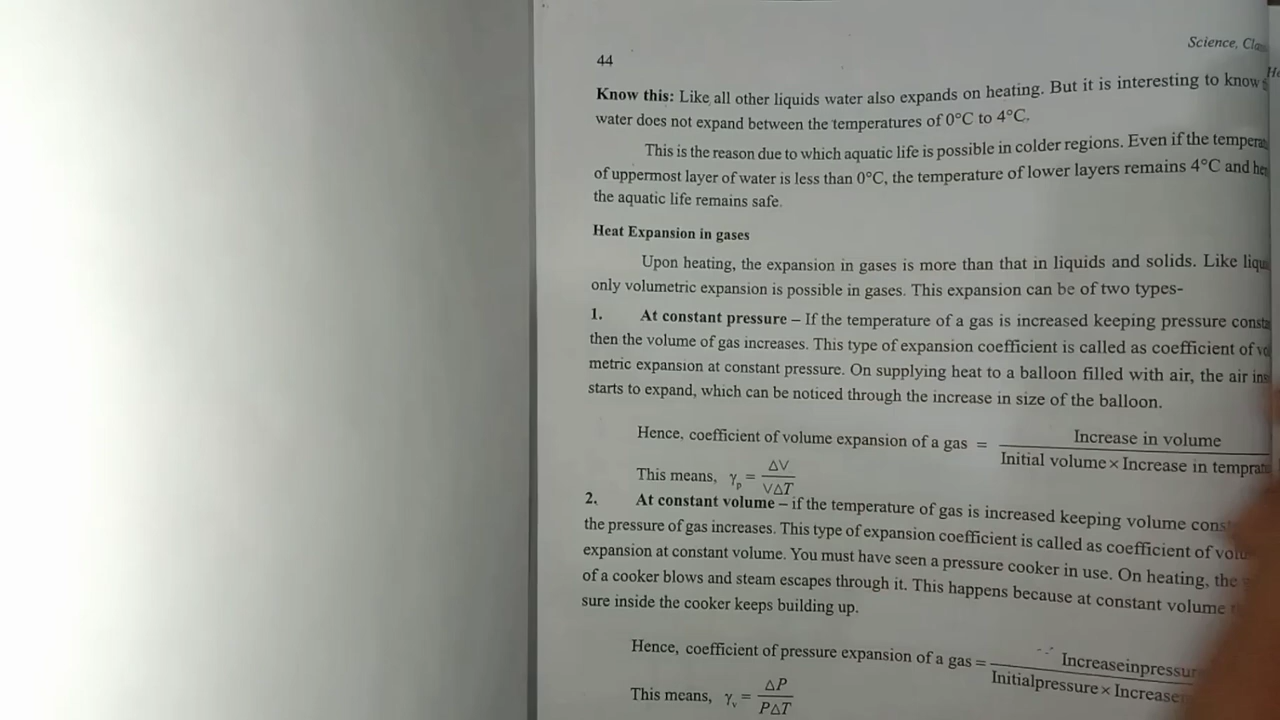 44
Science,
Know this: Like all other liquids water also expands on heating. But it is interesting to know
water does not expand between the temperatures of 0°C to 4°C.
This is the reason due to which aquatic life is possible in colder regions. Even if the
of uppermost layer of water is less than 0°C, the temperature of lower layers remains 4°C and
the aquatic life remains safe.
Heat Expansion in gases
Upon heating, the expansion in gases is more than that in liquids and solids. Like
only volumetric expansion is possible in gases. This expansion can be of two types-
1. At constant pressure – If the temperature of a gas is increased keeping pressure
then the volume of gas increases. This type of expansion coefficient is called as coefficient of
metric expansion at constant pressure. On supplying heat to a balloon filled with air, the air
starts to expand, which can be noticed through the increase in size of the balloon.
Hence, coefficient of volume expansion of a gas = Increase in volume
Initial volume × Increase in
This means, γp = ΔV / VΔT
2. At constant volume – if the temperature of gas is increased keeping volume
the pressure of gas increases. This type of expansion coefficient is called as coefficient of
expansion at constant volume. You must have seen a pressure cooker in use. On heating, the
of a cooker blows and steam escapes through it. This happens because at constant volume
sure inside the cooker keeps building up.
Hence, coefficient of pressure expansion of a gas =
Initialpressure ×
This means, γv = ΔP / PΔT